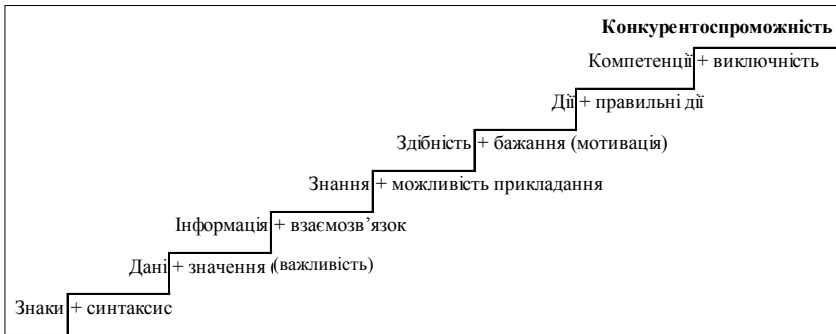 Конкурентоспроможність
Компетенції + виключність
Дії + правильні дії
Здібність + бажання (мотивація)
Знання + можливість прикладання
Інформація + взаємозв’язок
Дані + значення (важливість)
Знаки + синтаксис